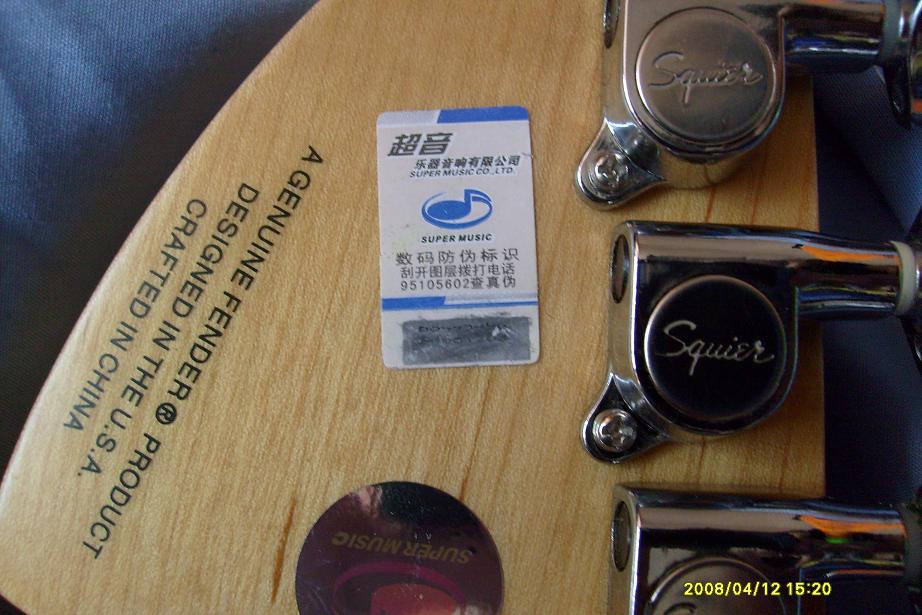 Squier
超音
乐器音响有限公司
SUPER MUSIC CO.,LTD.
SUPER MUSIC
数码防伪标识
刮开图层拨打电话
95105602查真伪
A GENUINE FENDER® PRODUCT
DESIGNED IN THE U.S.A.
CRAFTED IN CHINA
Squier
SUPER MUSIC
Squier
2008/04/12 15:20